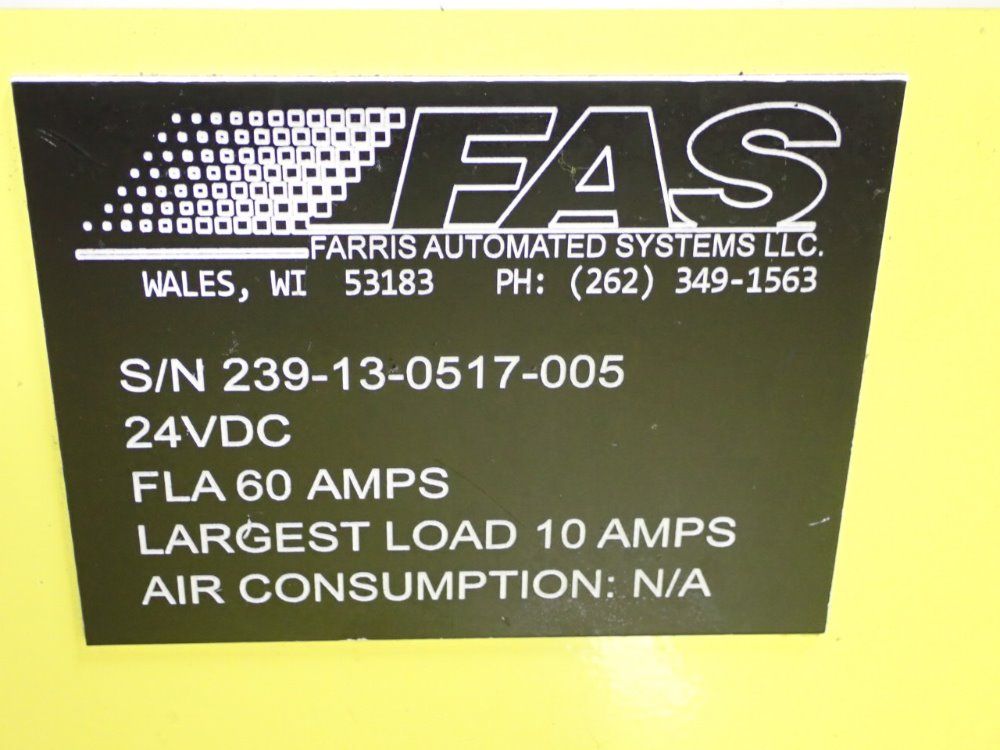 FAS
FARRIS AUTOMATED SYSTEMS LLC.
WALES, WI 53183 PH: (262) 349-1563
S/N 239-13-0517-005
24VDC
FLA 60 AMPS
LARGEST LOAD 10 AMPS
AIR CONSUMPTION: N/A